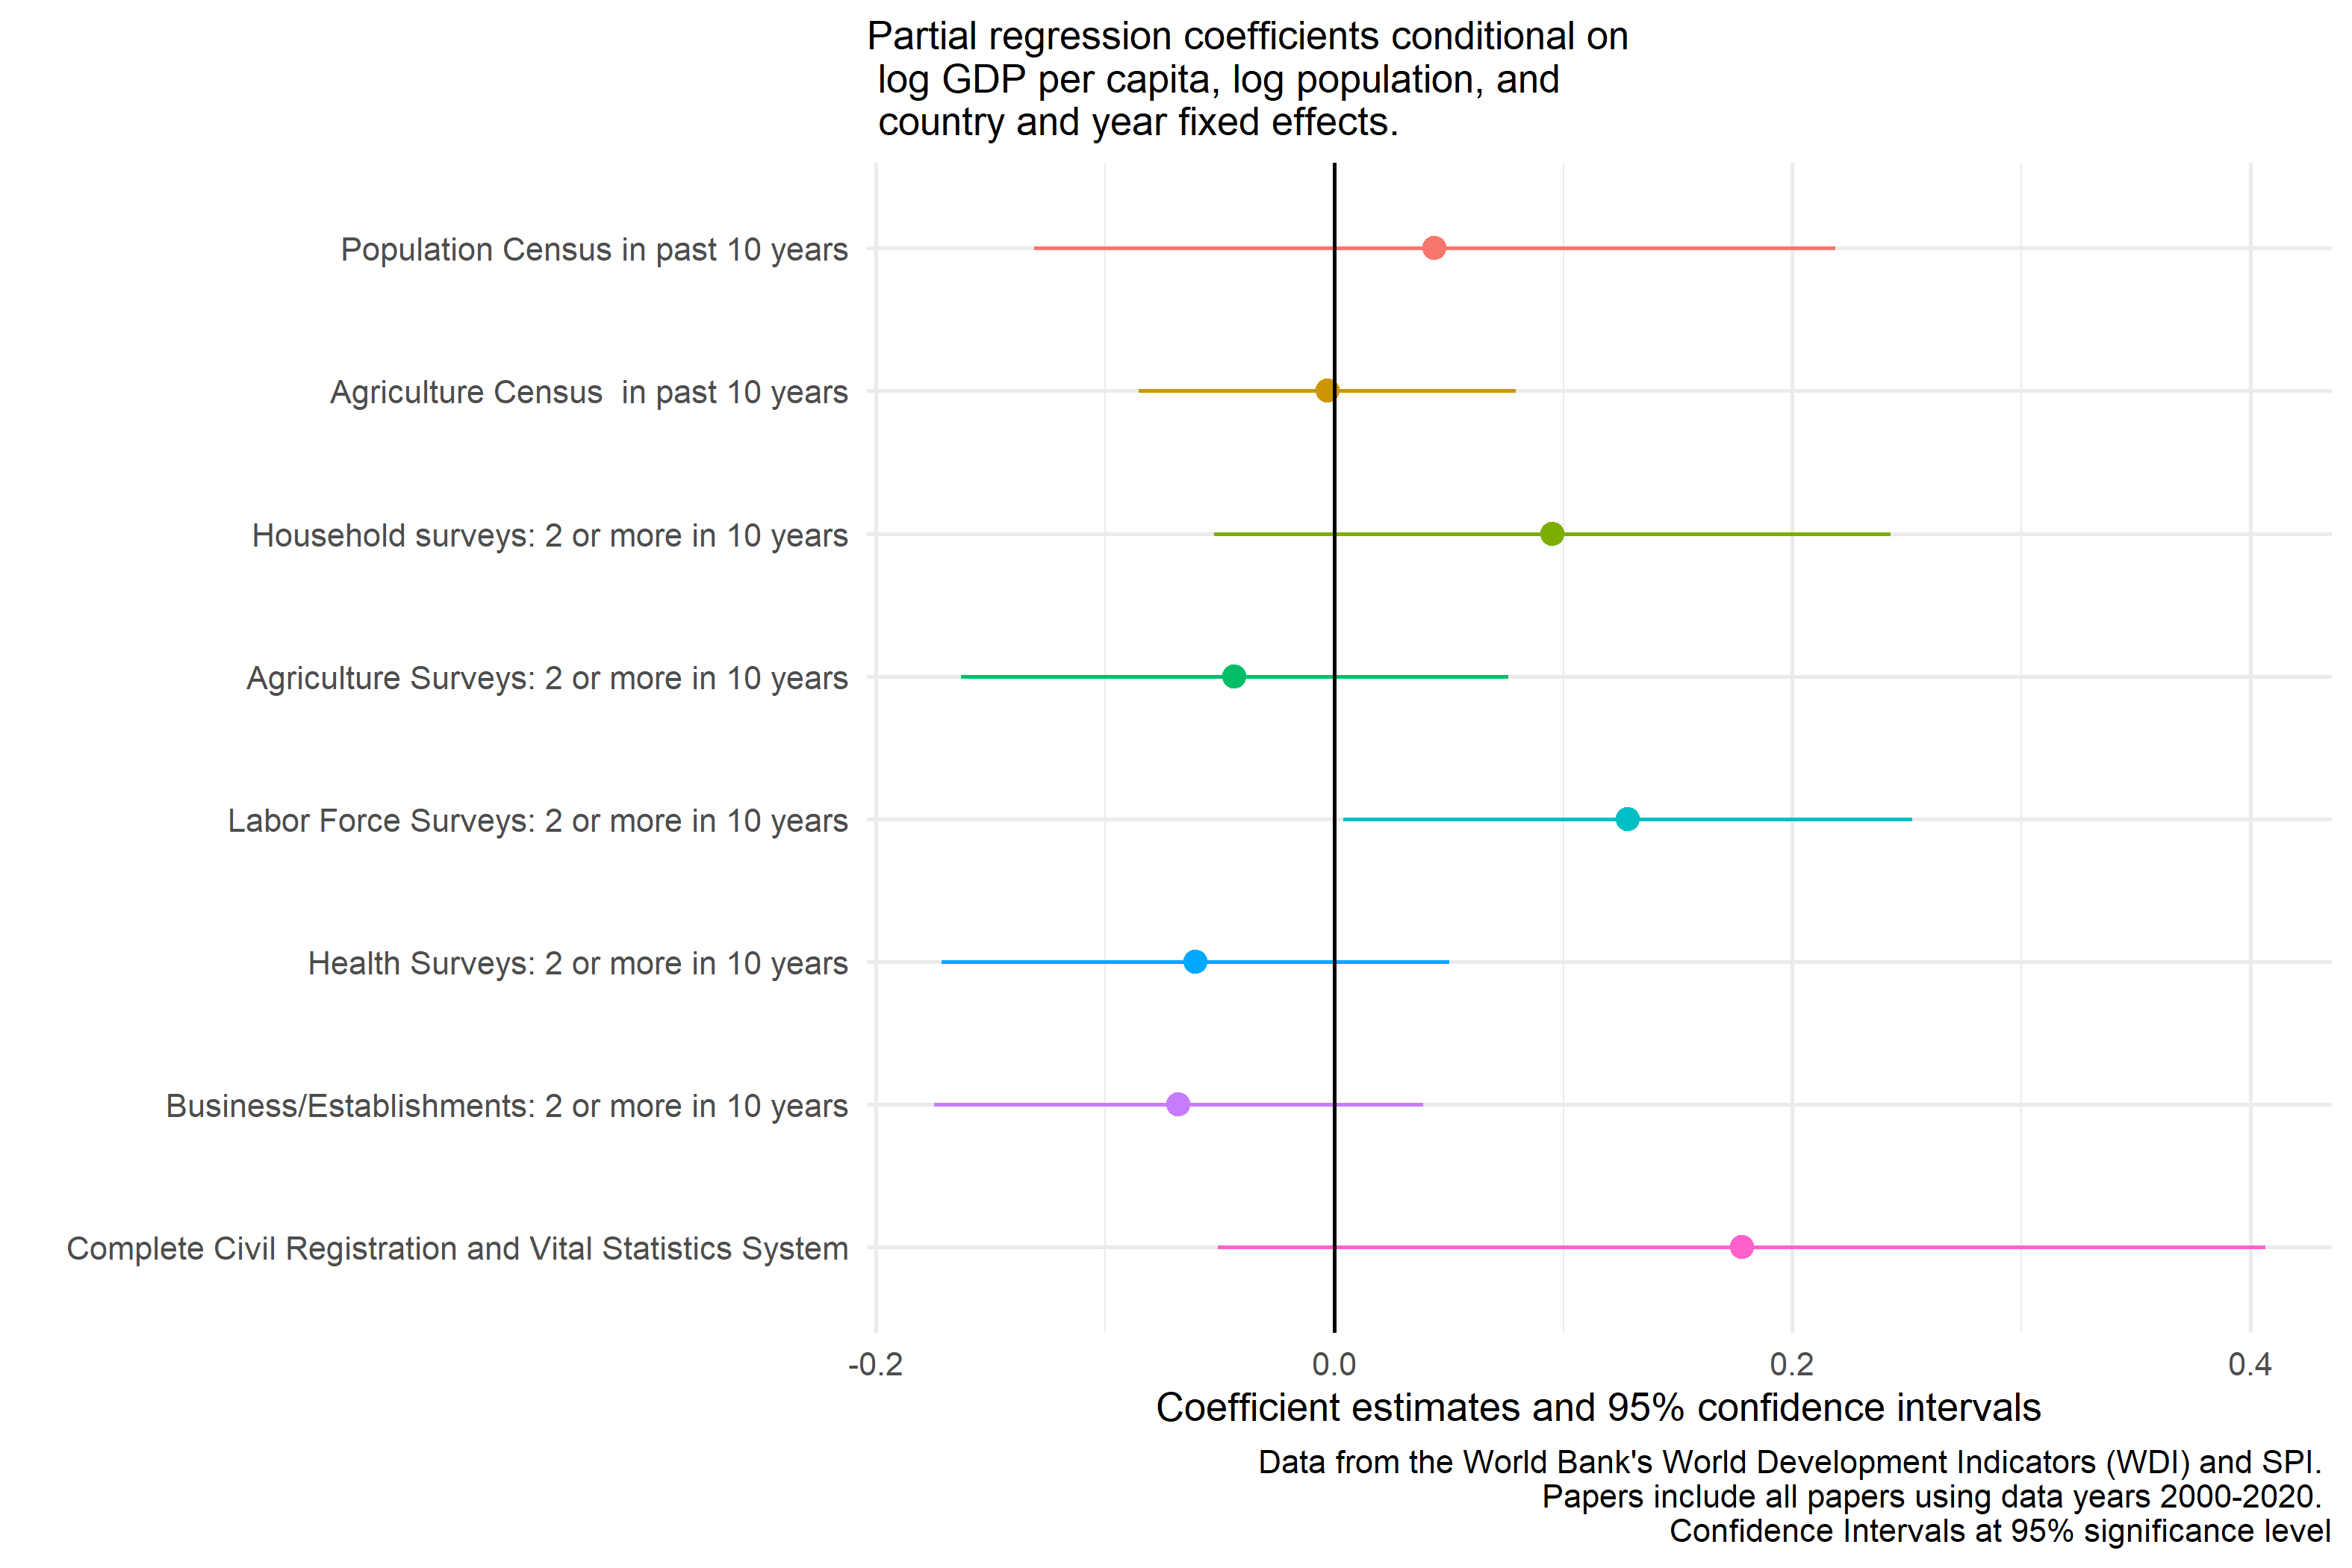 Partial regression coefficients conditional on
log GDP per capita, log population, and
country and year fixed effects.
Population Census in past 10 years
Agriculture Census  in past 10 years
Household surveys: 2 or more in 10 years
Agriculture Surveys: 2 or more in 10 years
Labor Force Surveys: 2 or more in 10 years
Health Surveys: 2 or more in 10 years
Business/Establishments: 2 or more in 10 years
Complete Civil Registration and Vital Statistics System
-0.2 0.0 0.2 0.4
Coefficient estimates and 95% confidence intervals
Data from the World Bank's World Development Indicators (WDI) and SPI.
Papers include all papers using data years 2000-2020.
Confidence Intervals at 95% significance level